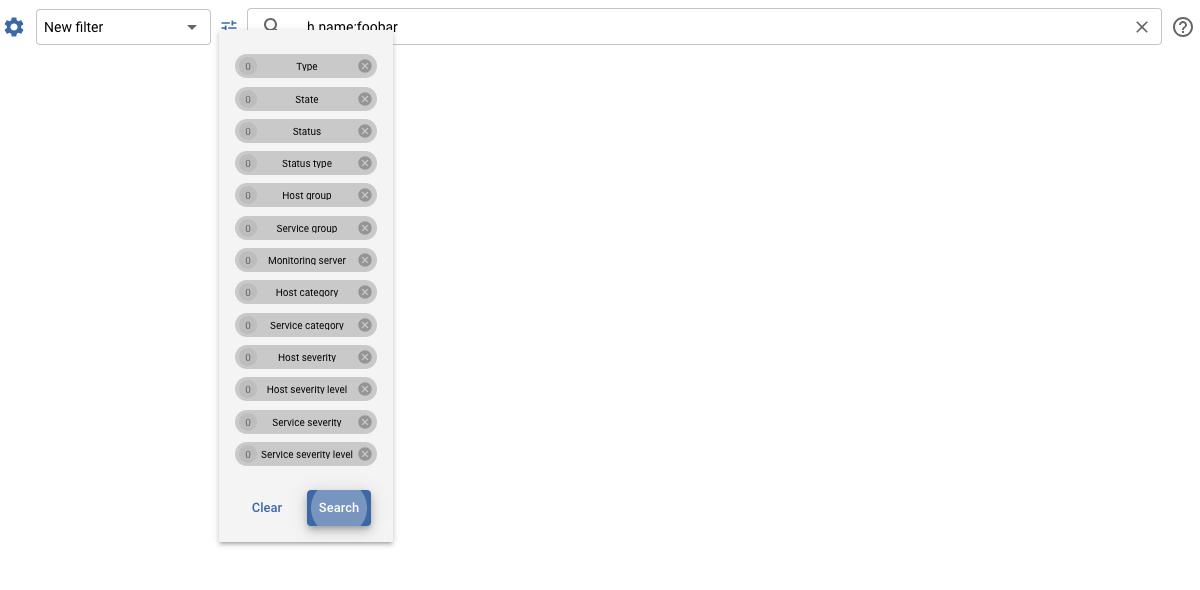 New filter
h.name:foobar
0 Type
0 State
0 Status
0 Status type
0 Host group
0 Service group
0 Monitoring server
0 Host category
0 Service category
0 Host severity
0 Host severity level
0 Service severity
0 Service severity level
Clear Search